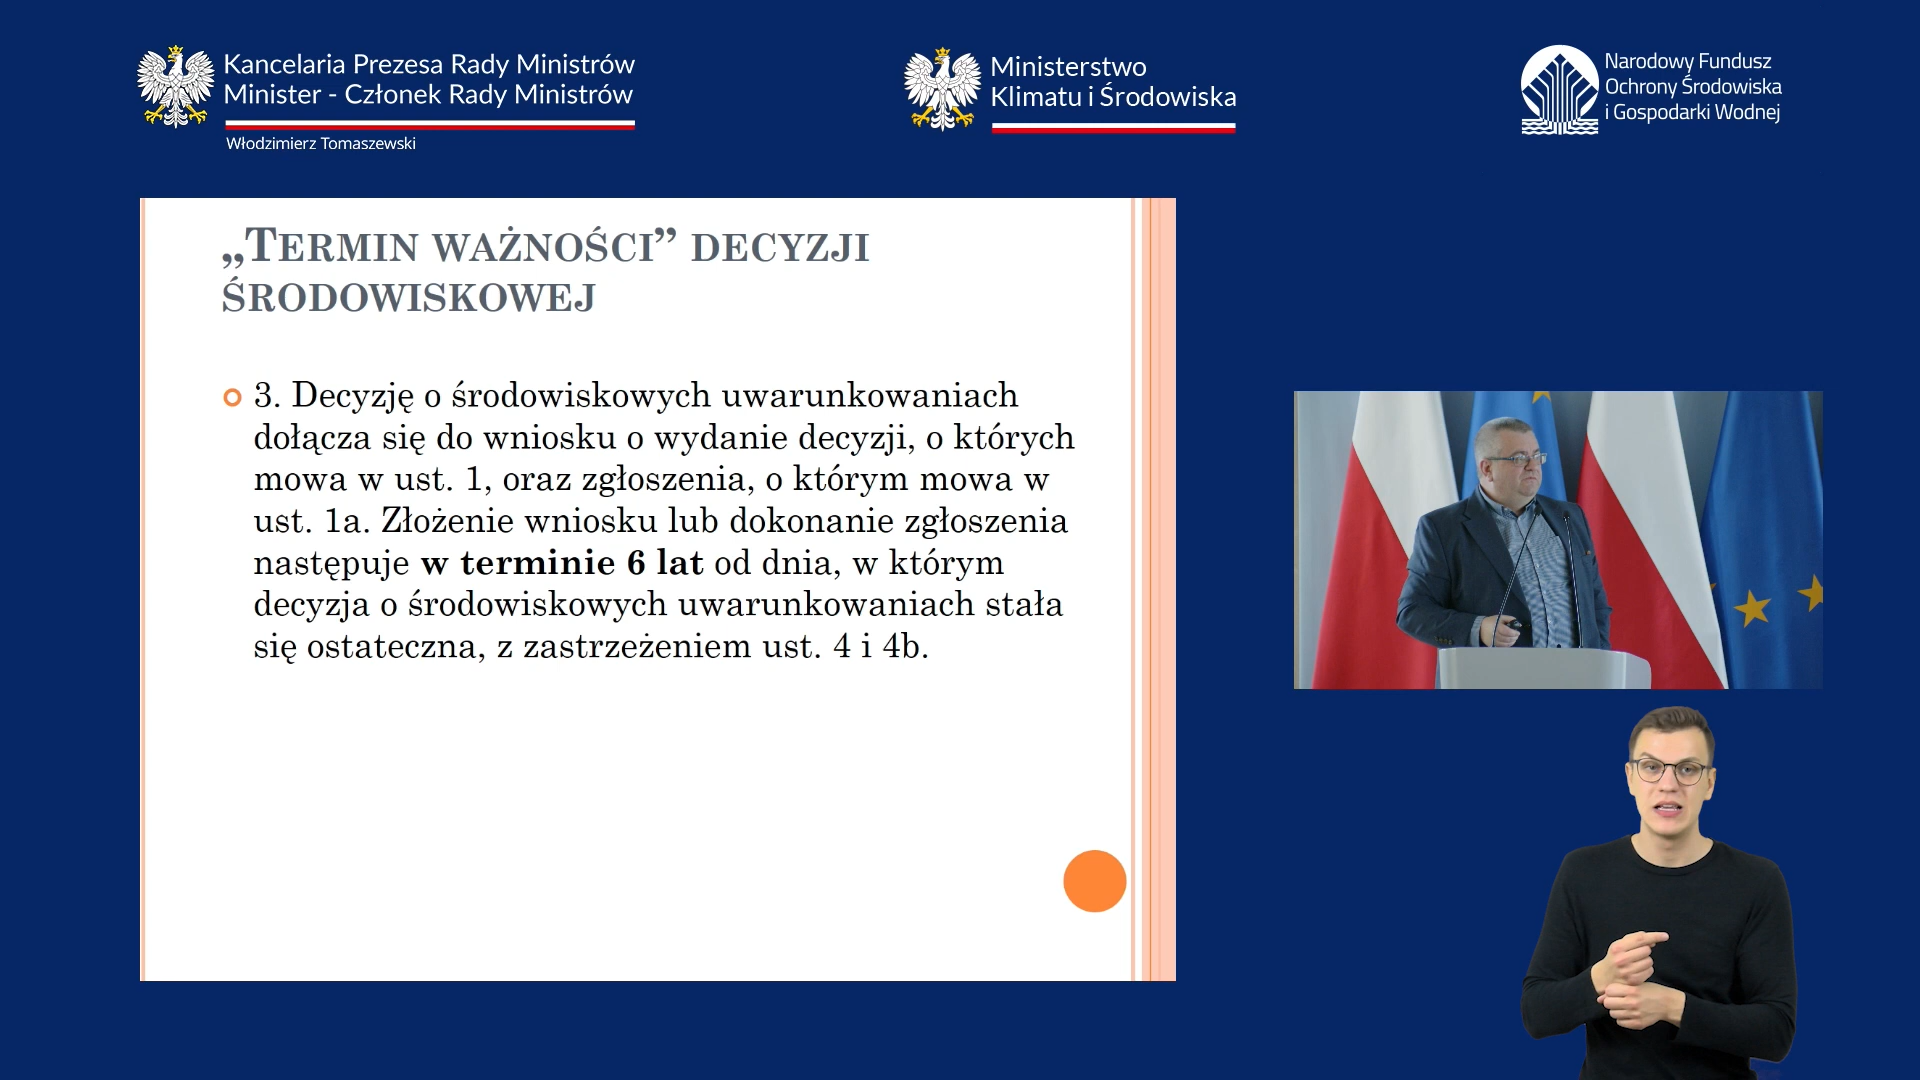 Kancelaria Prezesa Rady Ministrów
Minister - Członek Rady Ministrów
Włodzimierz Tomaszewski
Ministerstwo
Klimatu i Środowiska
Narodowy Fundusz
Ochrony Środowiska
i Gospodarki Wodnej
„TERMIN WAŻNOŚCI” DECYZJI
ŚRODOWISKOWEJ
3. Decyzję o środowiskowych uwarunkowaniach
dołącza się do wniosku o wydanie decyzji, o których
mowa w ust. 1, oraz zgłoszenia, o którym mowa w
ust. 1a. Złożenie wniosku lub dokonanie zgłoszenia
następuje w terminie 6 lat od dnia, w którym
decyzja o środowiskowych uwarunkowaniach stała
się ostateczna, z zastrzeżeniem ust. 4 i 4b.